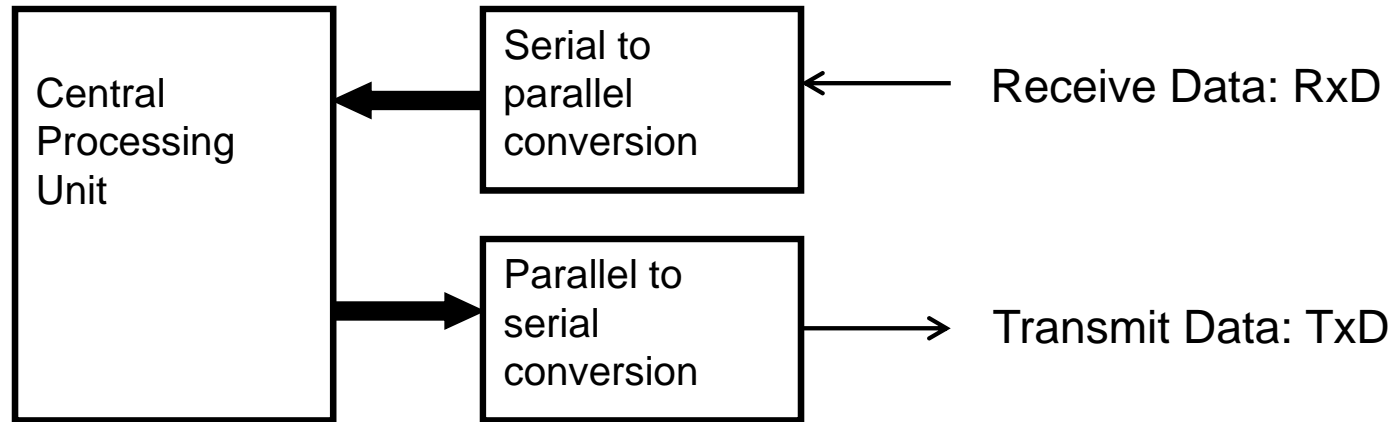 Central
Processing
Unit
Serial to
parallel
conversion
Receive Data: RxD
Parallel to
serial
conversion
Transmit Data: TxD